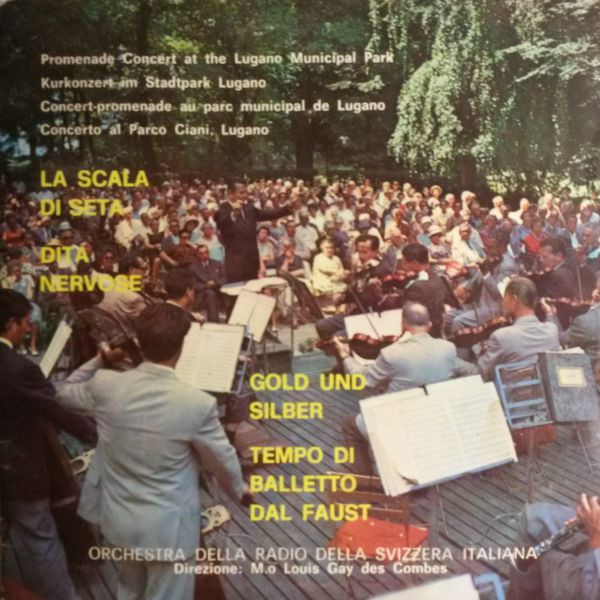 Promenade Concert at the Lugano Municipal Park
Kurkonzert im Stadtpark Lugano
Concert-promenade au parc municipal de Lugano
Concerto al Parco Ciani, Lugano
LA SCALA
DI SETA
DITA
NERVOSE
GOLD UND
SILBER
TEMPO DI
BALLETTO
DAL FAUST
ORCHESTRA DELLA RADIO DELLA SVIZZERA ITALIANA
Direzione: M.o Louis Gay des Combes